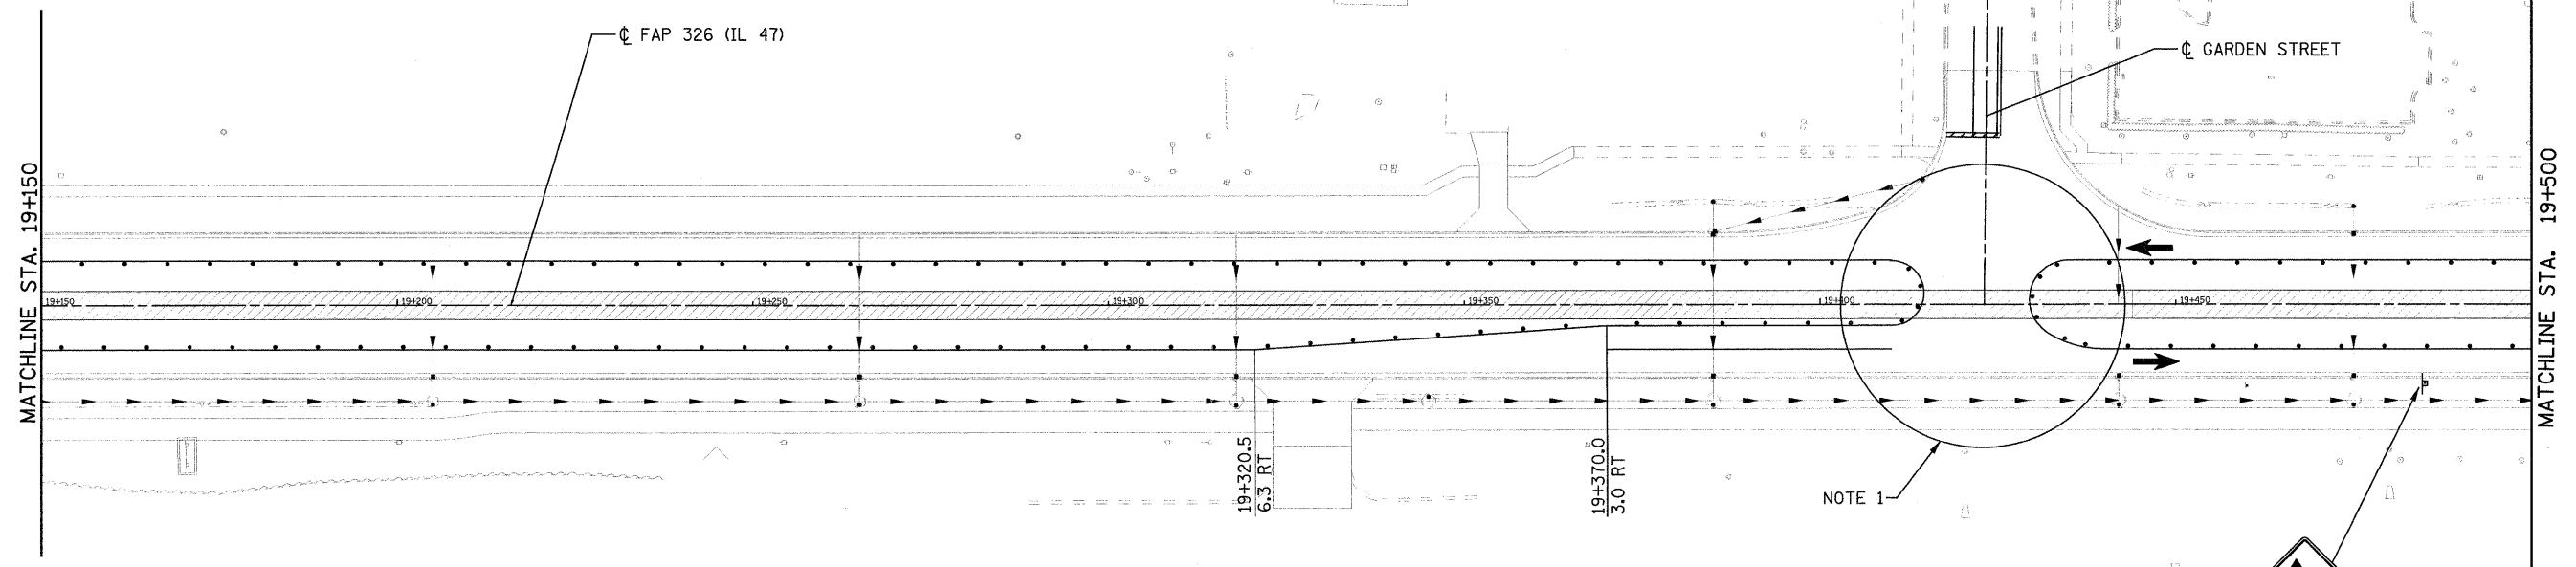 ℄ FAP 326 (IL 47)
℄ GARDEN STREET
MATCHLINE STA. 19+150
MATCHLINE STA. 19+500
19+150
19+200
19+250
19+300
19+350
19+400
19+450
19+320.5
6.3 RT
19+370.0
3.0 RT
NOTE 1